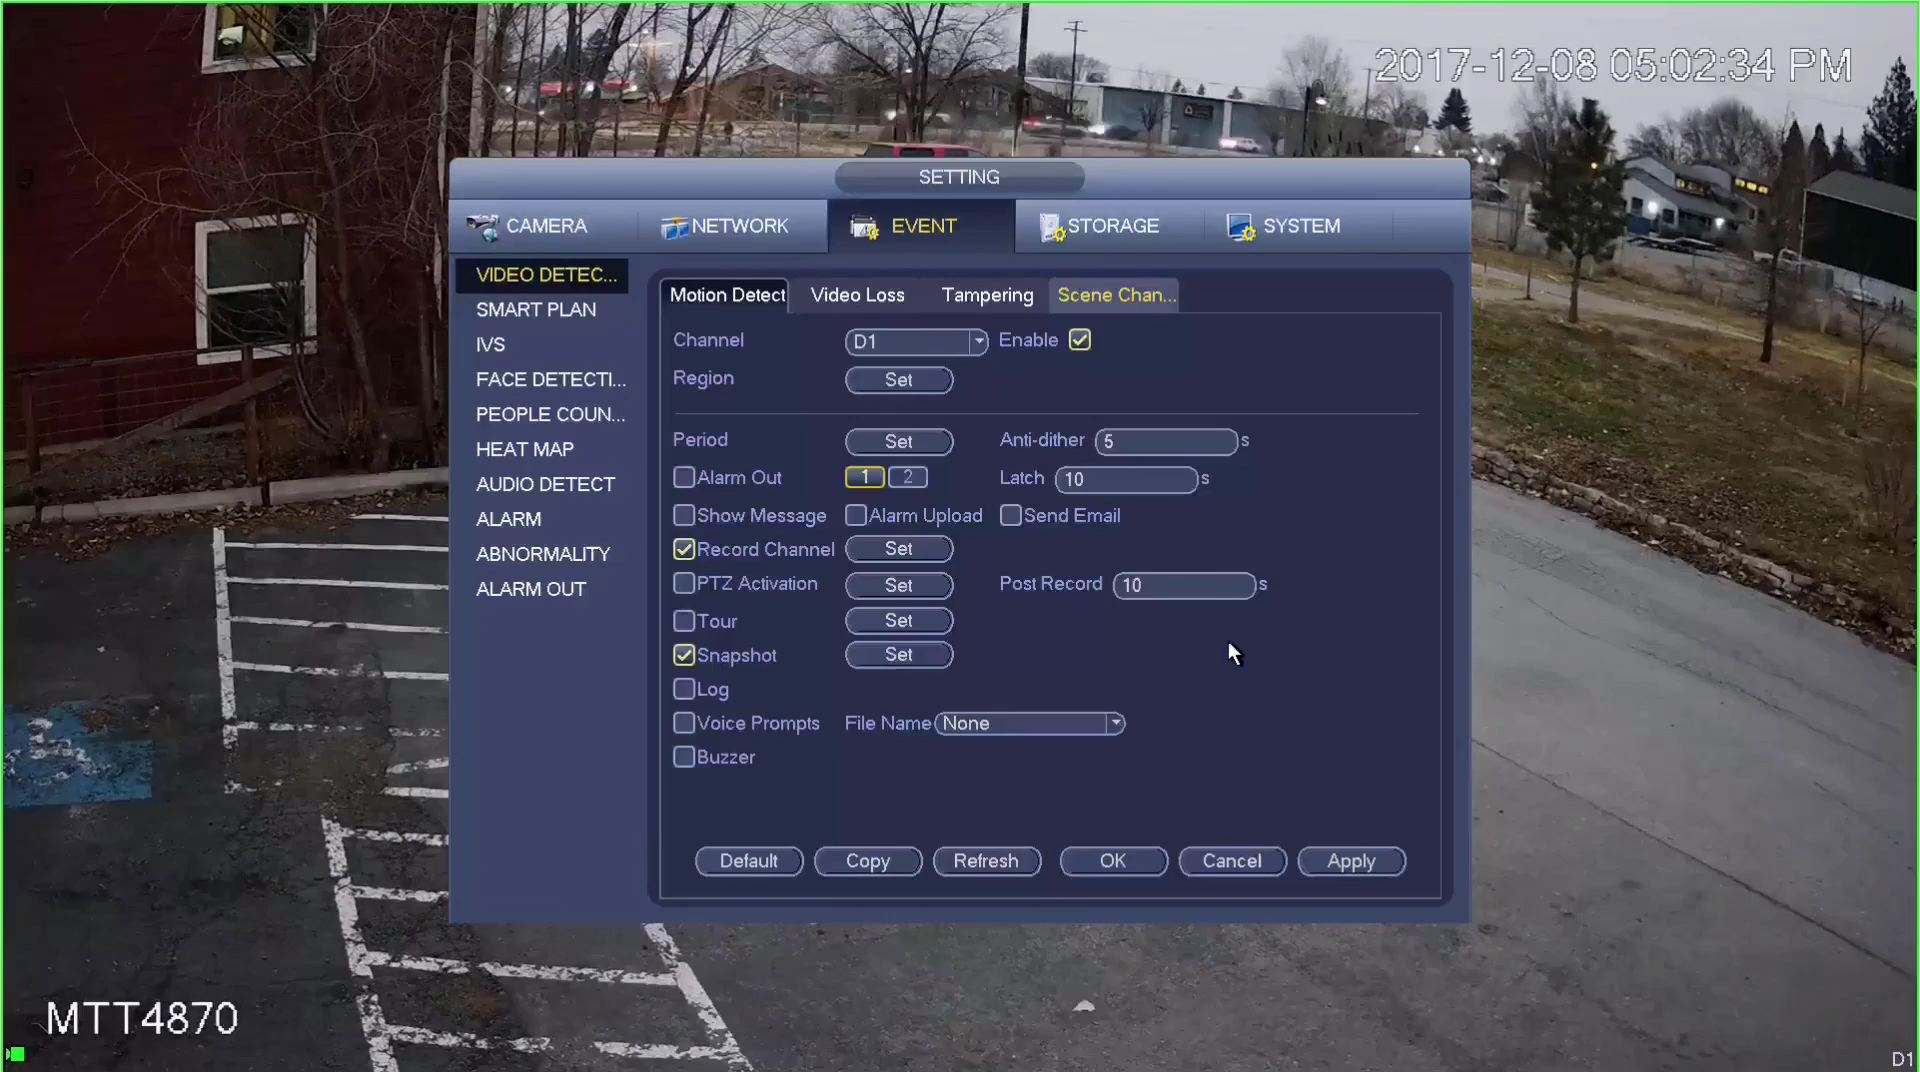 2017-12-08 05:02:34 PM
SETTING
CAMERA NETWORK EVENT STORAGE SYSTEM
VIDEO DETEC...
SMART PLAN
IVS
FACE DETECTI...
PEOPLE COUN...
HEAT MAP
AUDIO DETECT
ALARM
ABNORMALITY
ALARM OUT
Motion Detect Video Loss Tampering Scene Chan...
Channel D1 Enable
Region Set
Period Set Anti-dither 5 s
Alarm Out 1 2 Latch 10 s
Show Message Alarm Upload Send Email
Record Channel Set
PTZ Activation Set Post Record 10 s
Tour Set
Snapshot Set
Log
Voice Prompts File Name None
Buzzer
Default Copy Refresh OK Cancel Apply
MTT4870
D1